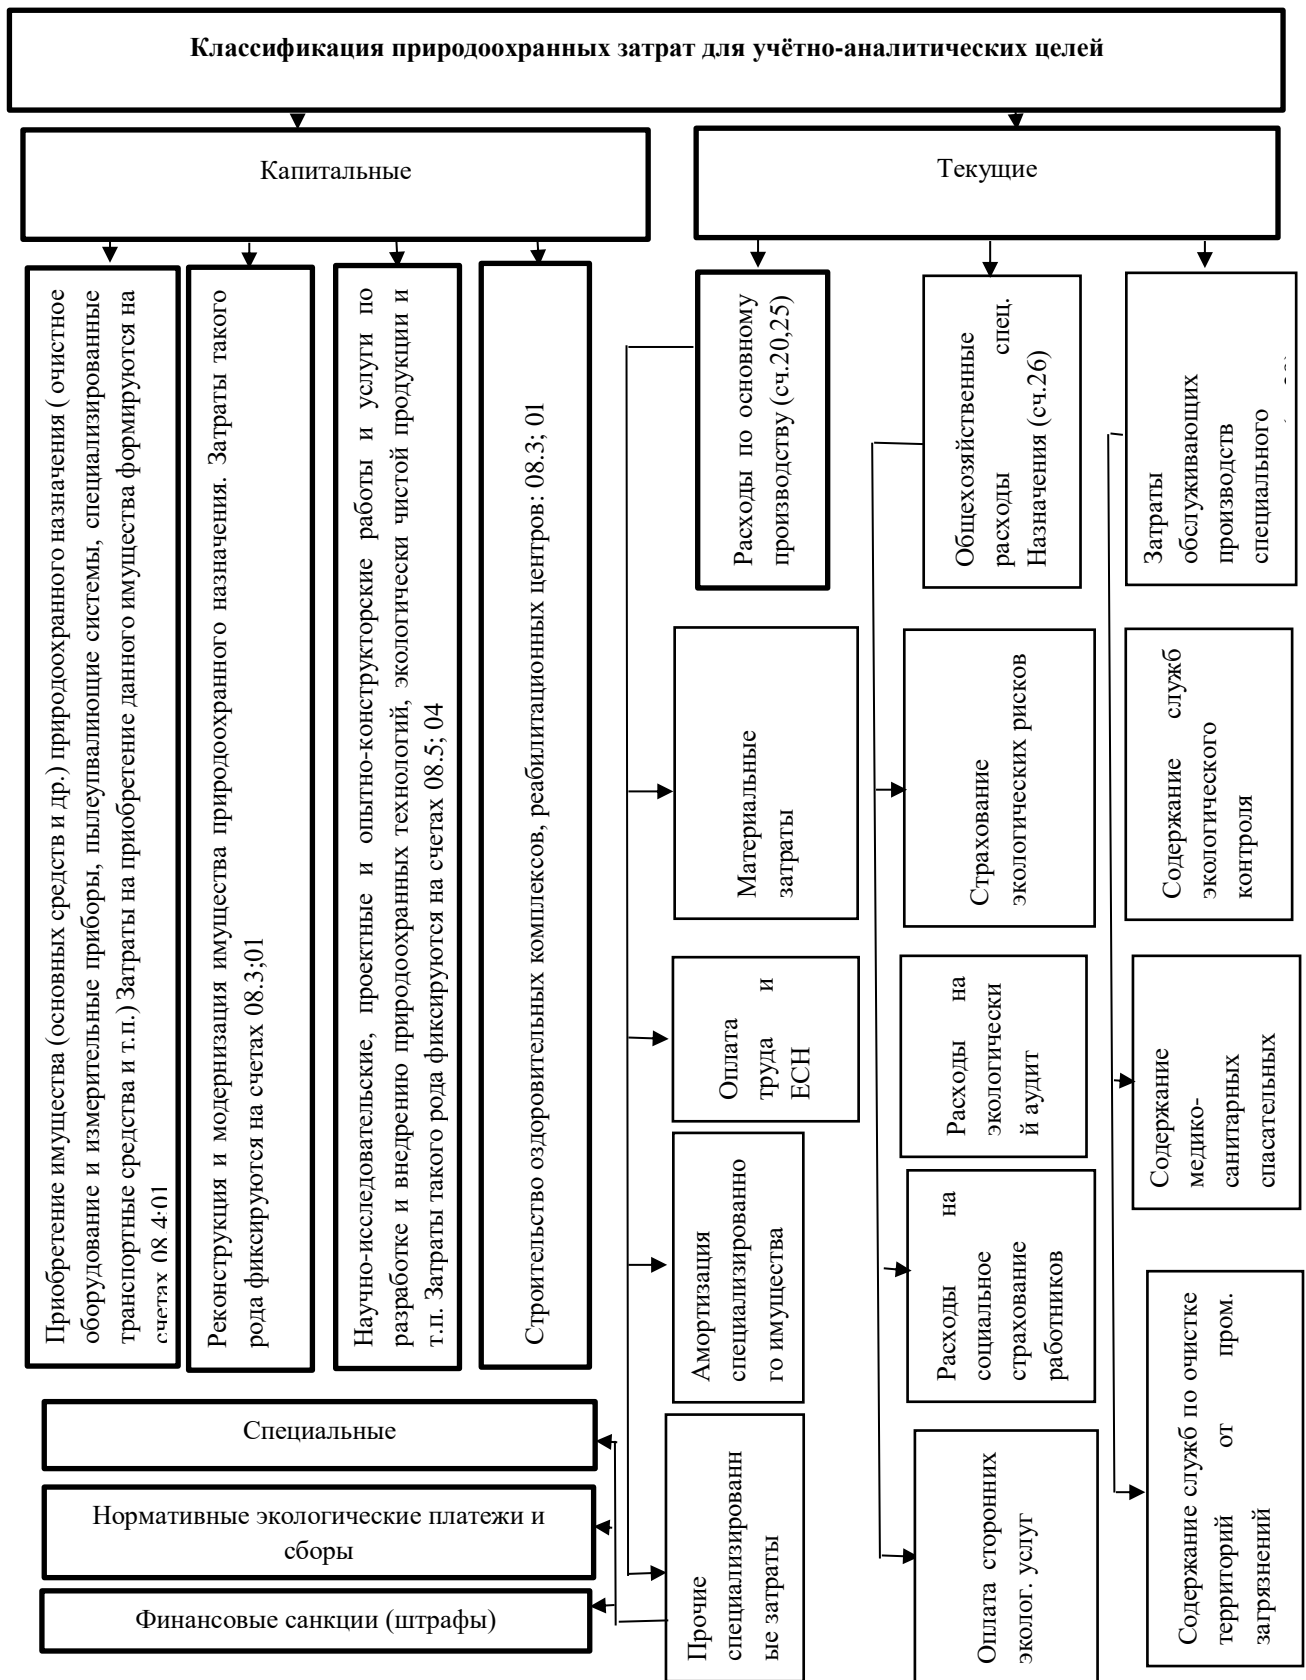 Классификация природоохранных затрат для учётно-аналитических целей
Капитальные
Текущие
Приобретение имущества (основных средств и др.) природоохранного назначения ( очистное
оборудование и измерительные приборы, пылеупвалиющие системы, специализированные
транспортные средства и т.п.) Затраты на приобретение данного имущества формируются на
счетах 08.4;01
Реконструкция и модернизация имущества природоохранного назначения. Затраты такого
рода фиксируются на счетах 08.3;01
Научно-исследовательские, проектные и опытно-конструкторские работы и услуги по
разработке и внедрению природоохранных технологий, экологически чистой продукции и
т.п. Затраты такого рода фиксируются на счетах 08.5; 04
Строительство оздоровительных комплексов, реабилитационных центров: 08.3; 01
Расходы по основному
производству (сч.20,25)
Общехозяйственные
расходы спец.
Назначения (сч.26)
Затраты
обслуживающих
производств
специального
Материальные
затраты
Страхование
экологических рисков
Содержание служб
экологического
контроля
Оплата
труда и
ЕСН
Расходы на
экологически
й аудит
Содержание
медико-
санитарных
спасательных
Амортизация
специализированно
го имущества
Расходы на
социальное
страхование
работников
Содержание служб по очистке
территорий от пром.
загрязнений
Прочие
специализированн
ые затраты
Оплата сторонних
эколог. услуг
Специальные
Нормативные экологические платежи и
сборы
Финансовые санкции (штрафы)